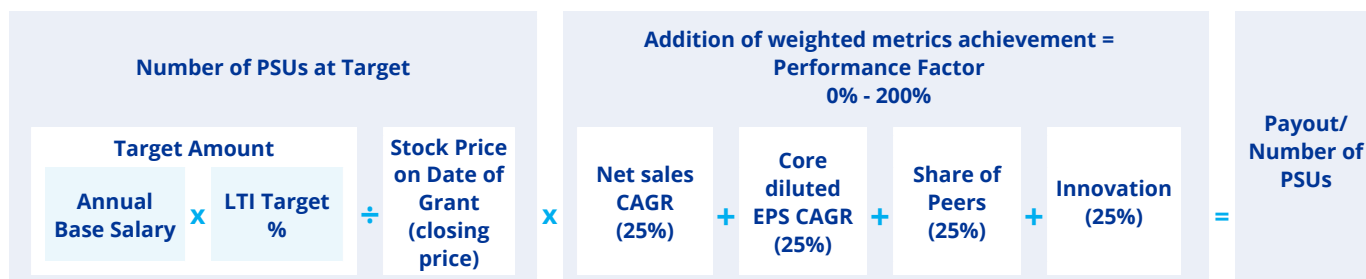 Number of PSUs at Target
Target Amount
Annual
Base Salary
x
LTI Target
%
÷
Stock Price
on Date of
Grant
(closing
price)
x
Addition of weighted metrics achievement =
Performance Factor
0% - 200%
Net sales
CAGR
(25%)
+
Core
diluted
EPS CAGR
(25%)
+
Share of
Peers
(25%)
+
Innovation
(25%)
=
Payout/
Number of
PSUs